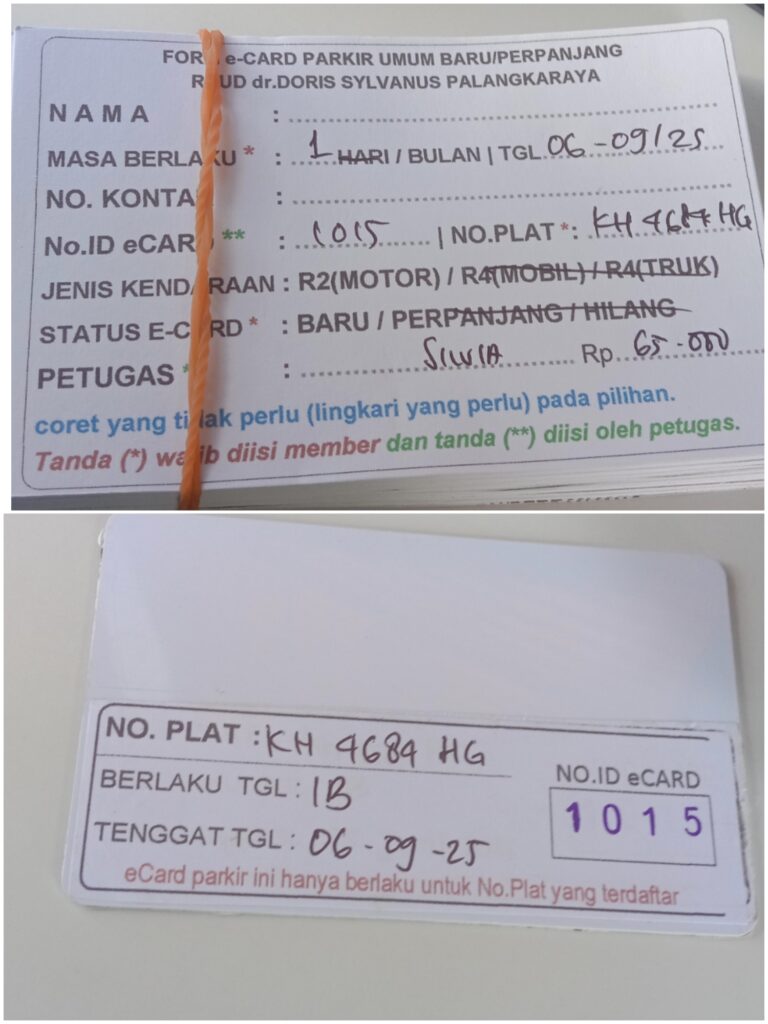 FORM e-CARD PARKIR UMUM BARU/PERPANJANG
RSUD dr.DORIS SYLVANUS PALANGKARAYA
NAMA :
MASA BERLAKU * : 1 HARI / BULAN | TGL 06-09/25
NO. KONTAK :
No.ID eCARD ** : 1015 | NO.PLAT *: KH 4684 HG
JENIS KENDARAAN : R2(MOTOR) / R4(MOBIL) / R4(TRUK)
STATUS E-CARD * : BARU / PERPANJANG / HILANG
PETUGAS * : SILVIA Rp. 65.000
coret yang tidak perlu (lingkari yang perlu) pada pilihan.
Tanda (*) wajib diisi member dan tanda (**) diisi oleh petugas.
NO. PLAT : KH 4684 HG
BERLAKU TGL : 1B
TENGGAT TGL : 06-09-25
NO.ID eCARD
1015
eCard parkir ini hanya berlaku untuk No.Plat yang terdaftar